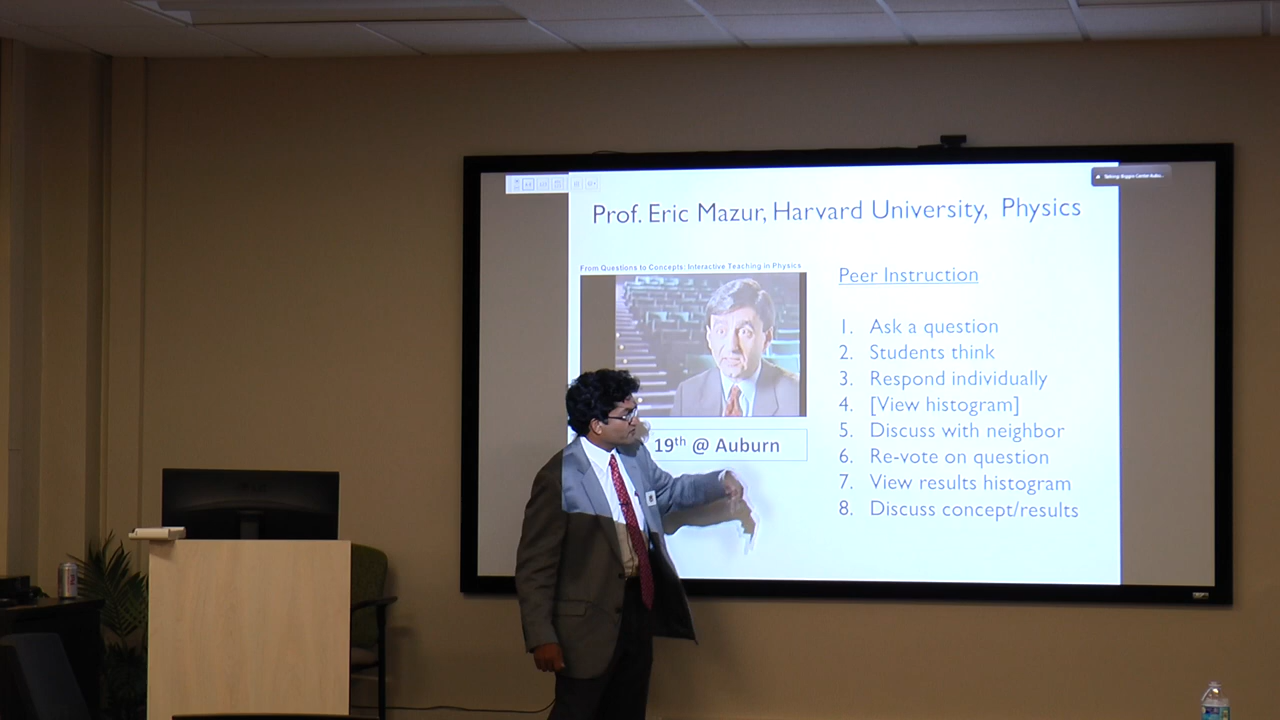 Prof. Eric Mazur, Harvard University, Physics
From Questions to Concepts: Interactive Teaching in Physics
Peer Instruction
1. Ask a question
2. Students think
3. Respond individually
4. [View histogram]
5. Discuss with neighbor
6. Re-vote on question
7. View results histogram
8. Discuss concept/results
19th @ Auburn